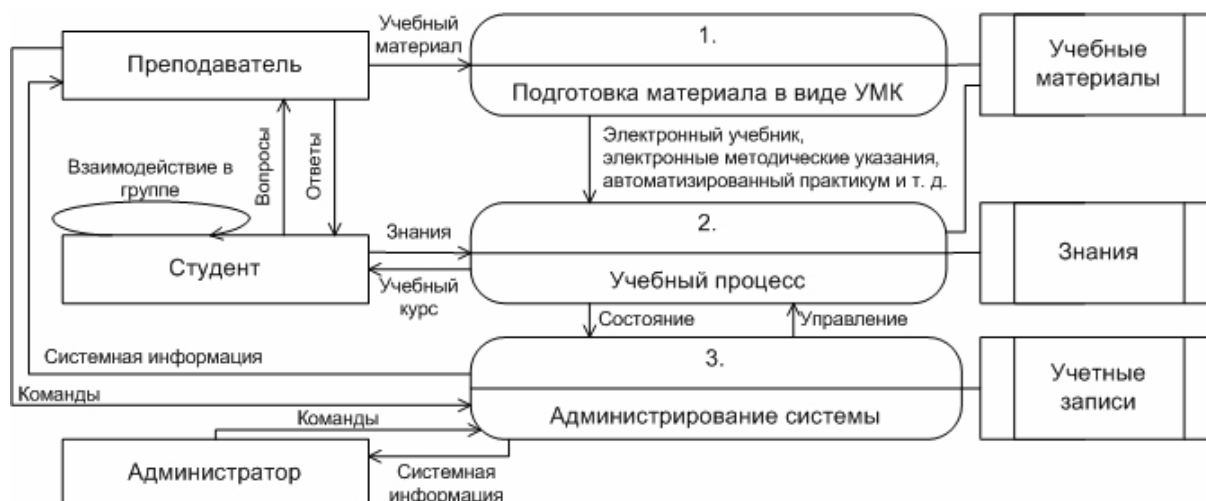 Учебный
материал
Преподаватель
1.
Подготовка материала в виде УМК
Учебные
материалы
Вопросы
Ответы
Электронный учебник,
электронные методические указания,
автоматизированный практикум и т. д.
Взаимодействие в
группе
Студент
Знания
Учебный
курс
2.
Учебный процесс
Знания
Состояние
Управление
Системная информация
Команды
3.
Администрирование системы
Учетные
записи
Команды
Администратор
Системная
информация